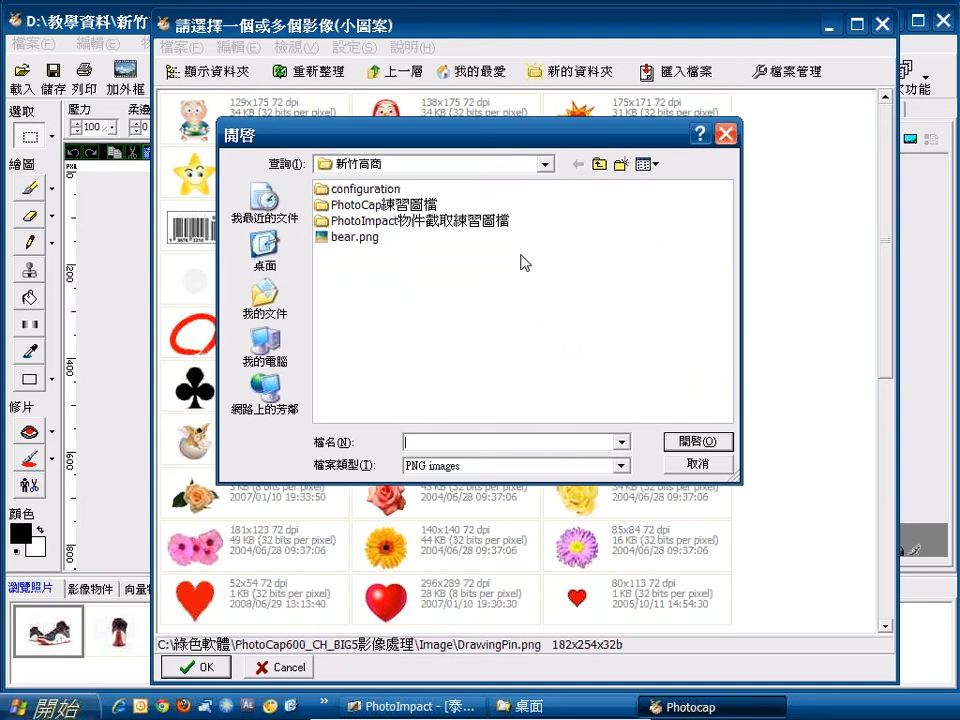 D:\教學資料\新竹
檔案(F) 編輯(E)
載入 儲存 列印 加外框
選取
壓力
100
繪圖
修片
顏色
瀏覽照片 影像物件
請選擇一個或多個影像(小圖案)
檔案(F) 編輯(E) 檢視(V) 設定(S) 說明(H)
顯示資料夾 重新整理 上一層 我的最愛 新的資料夾 匯入檔案 檔案管理
129x175 72 dpi
34 KB (32 bits per pixel)
138x175 72 dpi
34 KB (32 bits per pixel)
175x171 72 dpi
31 KB (32 bits per pixel)
開啓
查詢(I): 新竹高商
我最近的文件
桌面
我的文件
我的電腦
網路上的芳鄰
configuration
PhotoCap練習圖檔
PhotoImpact物件截取練習圖檔
bear.png
檔名(N):
開啓(O)
檔案類型(T): PNG images
取消
2007/01/10 19:33:50
2004/06/28 09:37:06
2004/06/28 09:37:06
181x123 72 dpi
49 KB (32 bits per pixel)
2004/06/28 09:37:06
140x140 72 dpi
44 KB (32 bits per pixel)
2004/06/28 09:37:06
85x84 72 dpi
16 KB (32 bits per pixel)
2004/06/28 09:37:06
52x54 72 dpi
1 KB (32 bits per pixel)
2008/06/29 13:13:40
296x289 72 dpi
28 KB (8 bits per pixel)
2007/01/10 19:30:30
80x113 72 dpi
1 KB (32 bits per pixel)
2005/10/11 14:54:30
C:\綠色軟體\PhotoCap600_CH_BIG5影像處理\Image\DrawingPin.png 182x254x32b
OK Cancel
開始 PhotoImpact - [泰... 桌面 Photocap